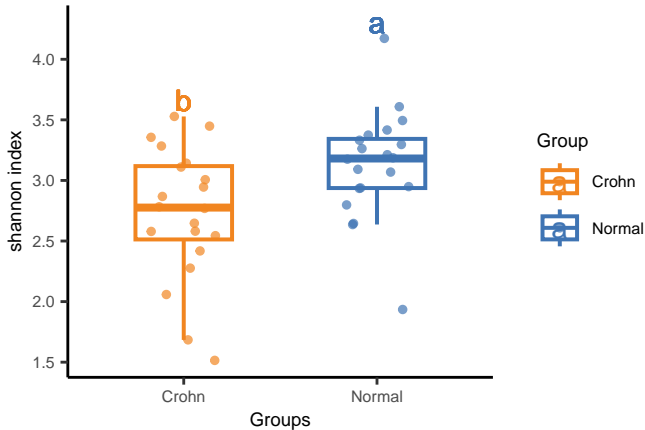 a
4.0
b
3.5
Group
3.0
a Crohn
2.5
a Normal
2.0
1.5
shannon index
Crohn Normal
Groups